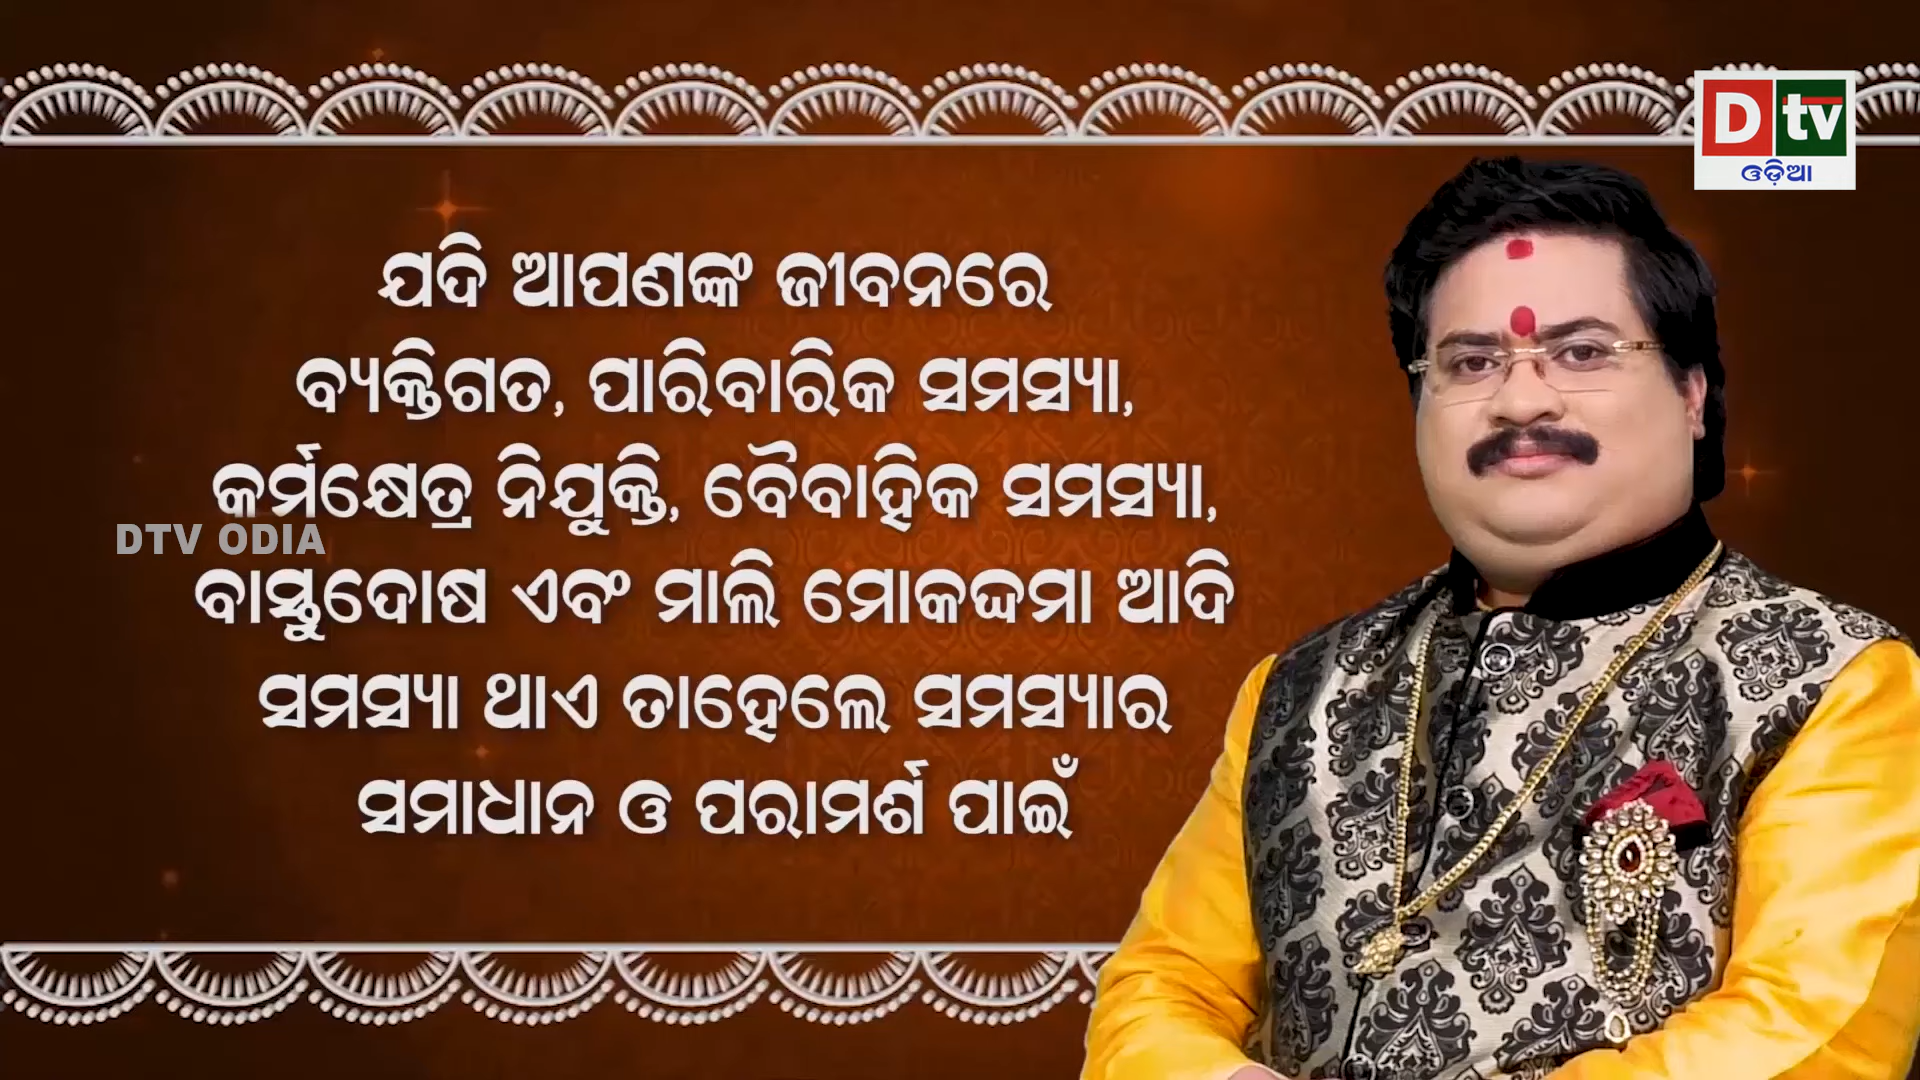 D tv
ଓଡ଼ିଆ
ଯଦି ଆପଣଙ୍କ ଜୀବନରେ
ବ୍ୟକ୍ତିଗତ, ପାରିବାରିକ ସମସ୍ୟା,
କର୍ମକ୍ଷେତ୍ର ନିଯୁକ୍ତି, ବୈବାହିକ ସମସ୍ୟା,
DTV ODIA
ବାସ୍ତୁଦୋଷ ଏବଂ ମାଲି ମୋକଦ୍ଦମା ଆଦି
ସମସ୍ୟା ଥାଏ ତାହେଲେ ସମସ୍ୟାର
ସମାଧାନ ଓ ପରାମର୍ଶ ପାଇଁ